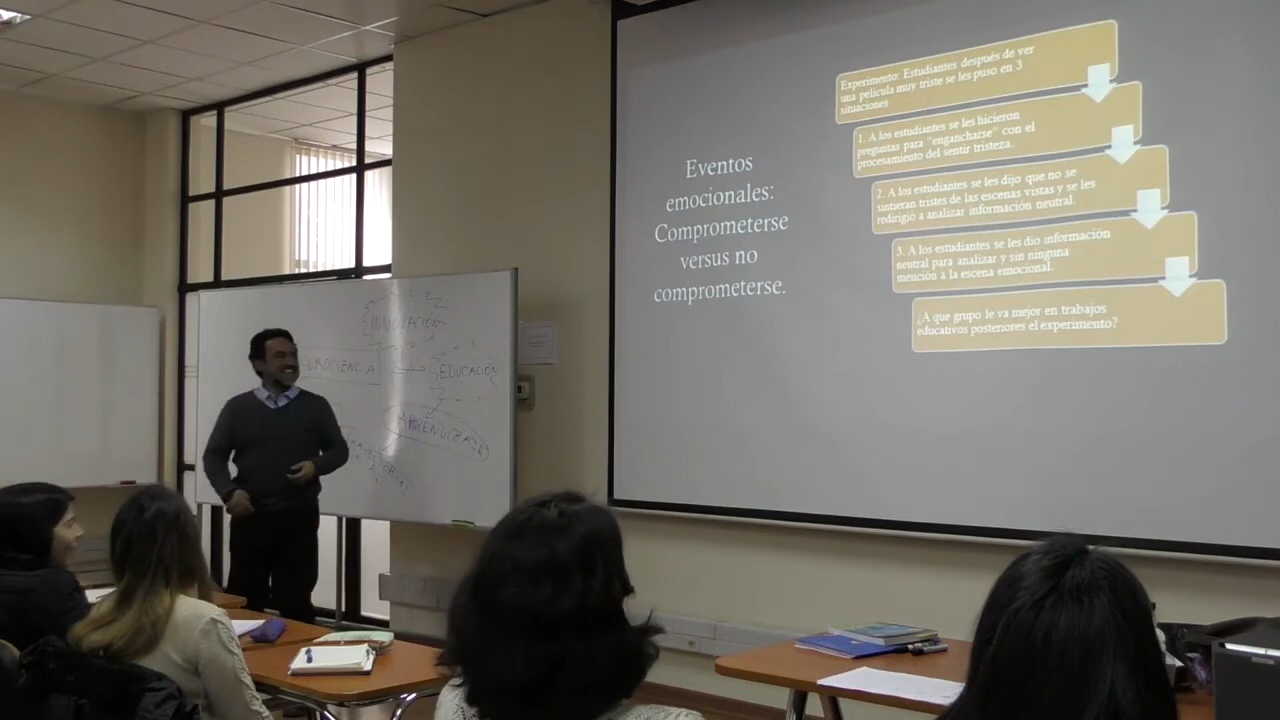 Eventos
emocionales:
Comprometerse
versus no
comprometerse.
Experimento: Estudiantes después de ver
una película muy triste se les puso en 3
situaciones
1. A los estudiantes se les hicieron
preguntas para "engancharse" con el
procesamiento del sentir tristeza.
2. A los estudiantes se les dijo que no se
sintieran tristes de las escenas vistas y se les
redirigió a analizar información neutral.
3. A los estudiantes se les dio información
neutral para analizar y sin ninguna
mención a la escena emocional.
¿A que grupo le va mejor en trabajos
educativos posteriores el experimento?
INNOVACIÓN
EDUCACIÓN
APRENDIZAJE